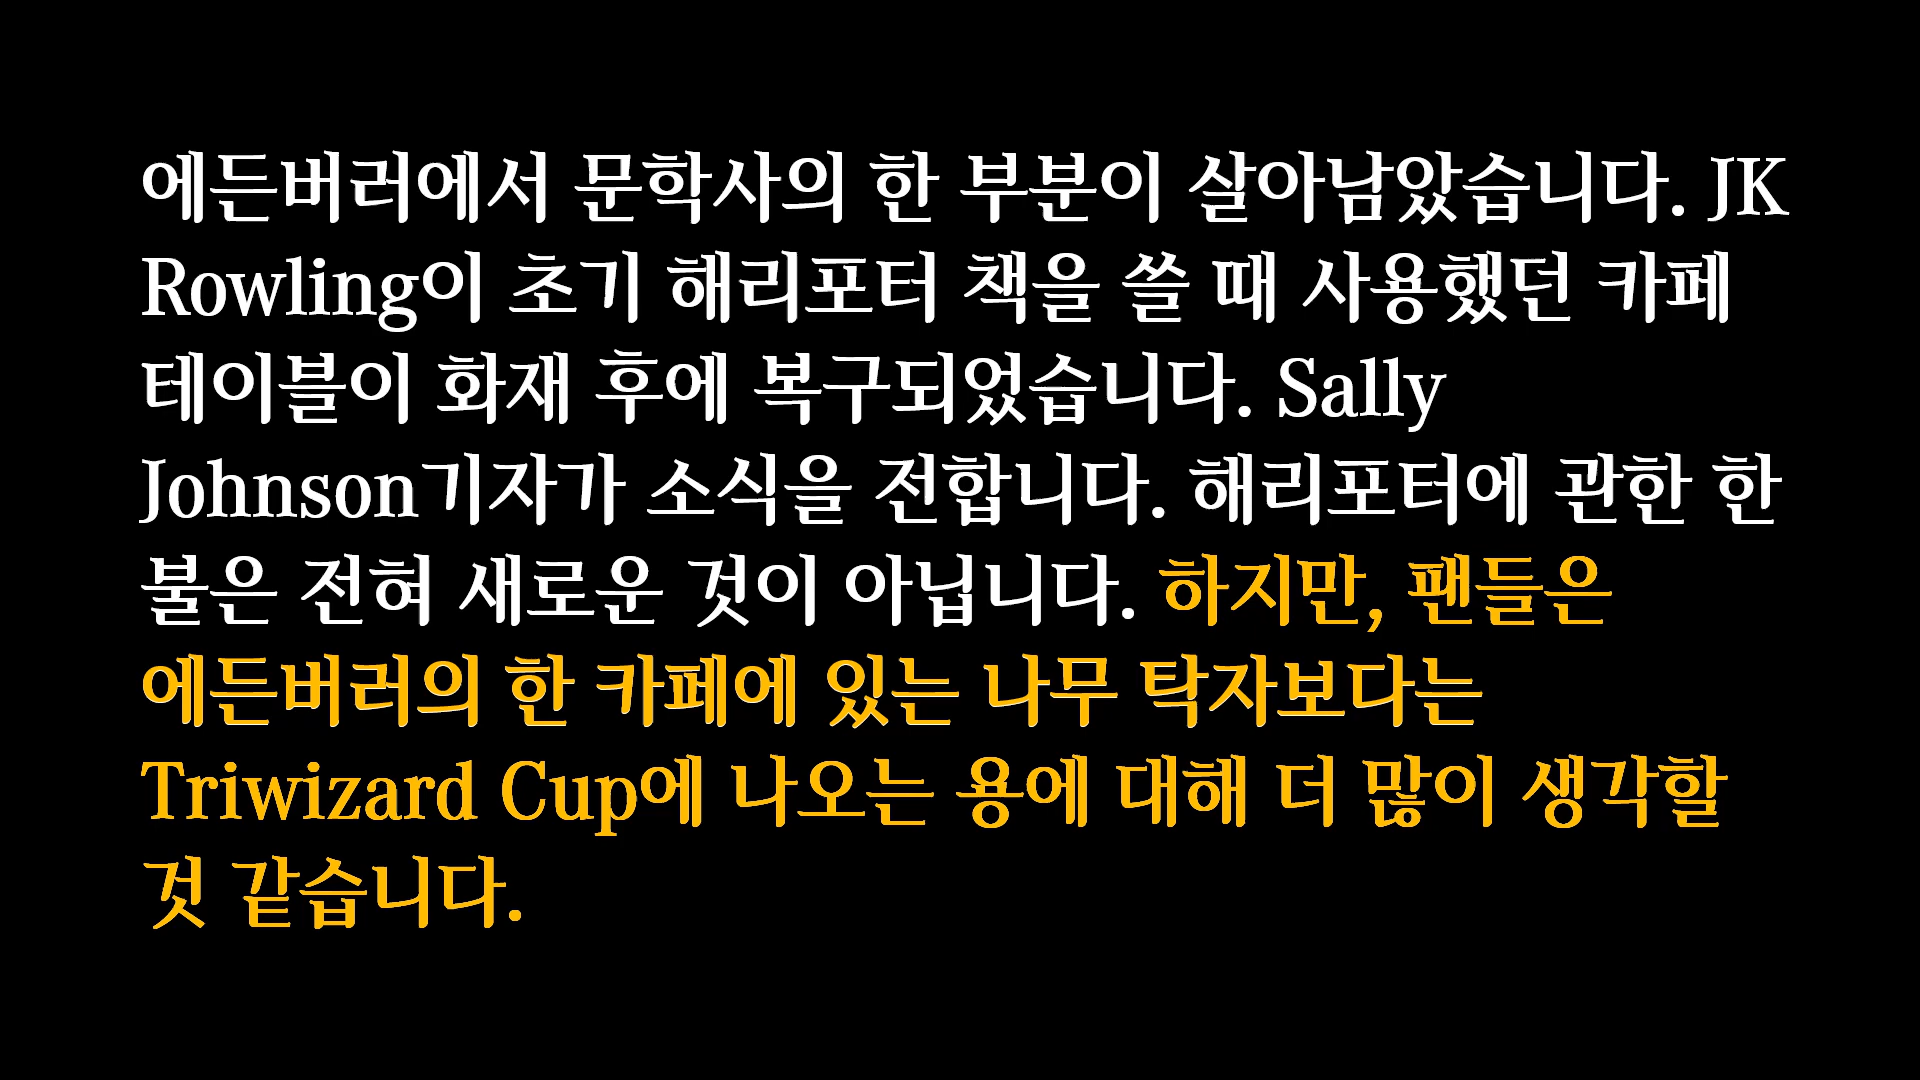 에든버러에서 문학사의 한 부분이 살아남았습니다. JK
Rowling이 초기 해리포터 책을 쓸 때 사용했던 카페
테이블이 화재 후에 복구되었습니다. Sally
Johnson기자가 소식을 전합니다. 해리포터에 관한 한
불은 전혀 새로운 것이 아닙니다. 하지만, 팬들은
에든버러의 한 카페에 있는 나무 탁자보다는
Triwizard Cup에 나오는 용에 대해 더 많이 생각할
것 같습니다.